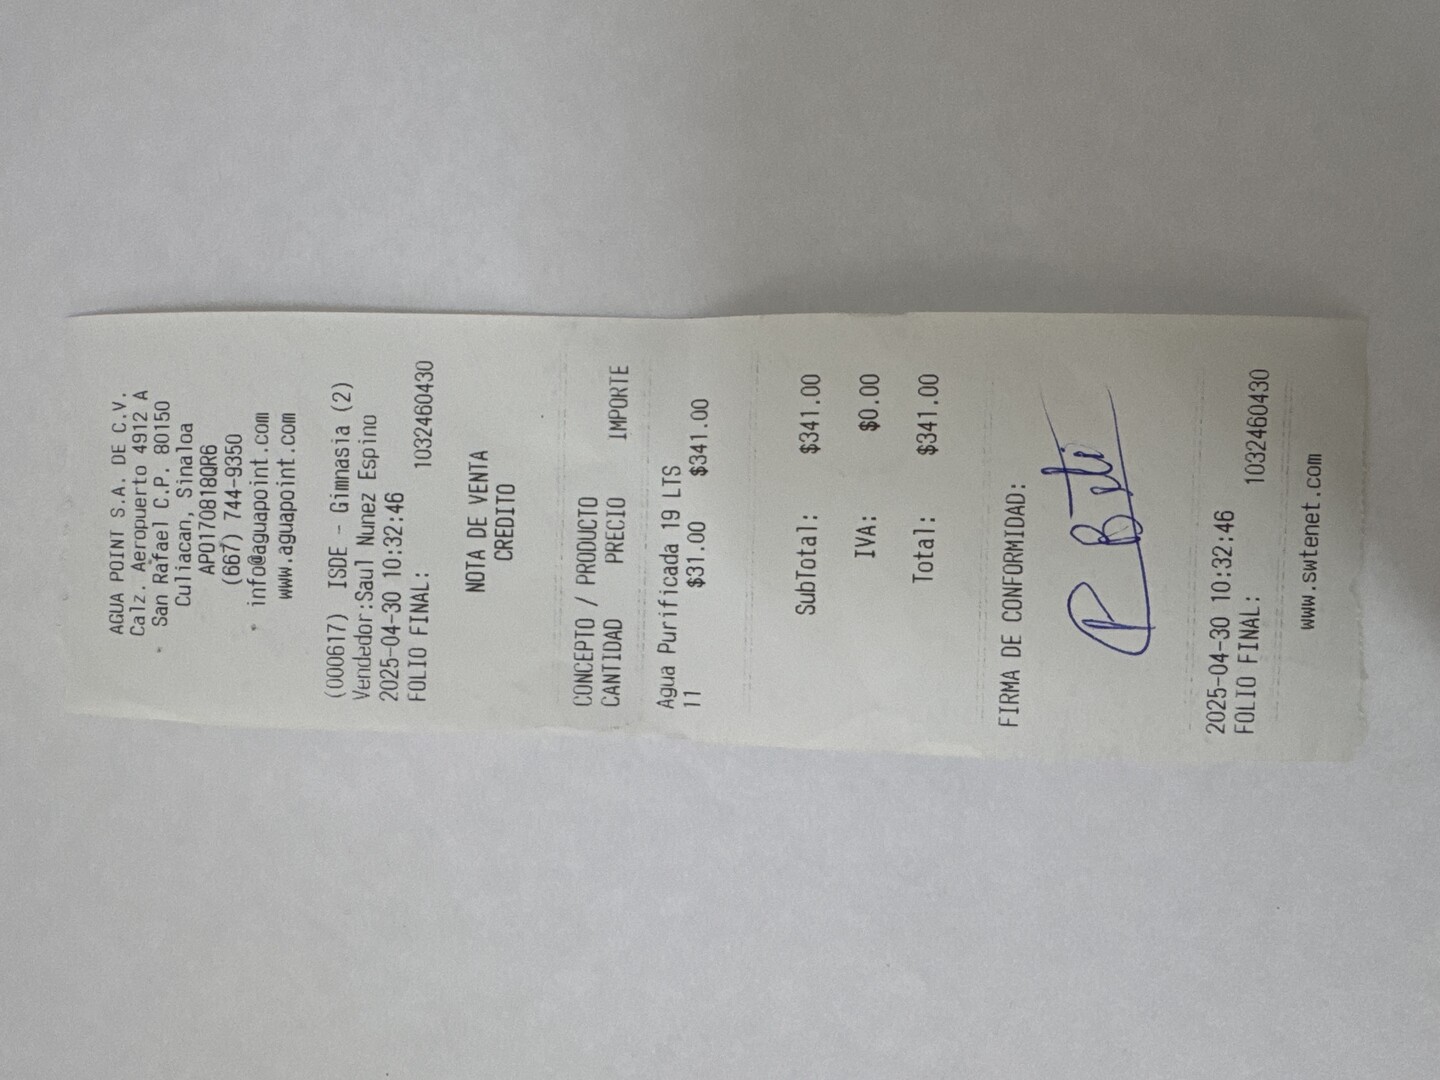 AGUA POINT S.A. DE C.V.
Calz. Aeropuerto 4912 A
San Rafael C.P. 80150
Culiacan, Sinaloa
APO170818QR6
(667) 744-9350
info@aguapoint.com
www.aguapoint.com
(000617) ISDE - Gimnasia (2)
Vendedor:Saul Nunez Espino
2025-04-30 10:32:46
FOLIO FINAL: 1032460430
NOTA DE VENTA
CREDITO
CONCEPTO / PRODUCTO
CANTIDAD PRECIO IMPORTE
Agua Purificada 19 LTS
11 $31.00 $341.00
SubTotal: $341.00
IVA: $0.00
Total: $341.00
FIRMA DE CONFORMIDAD:
2025-04-30 10:32:46
FOLIO FINAL: 1032460430
www.swtenet.com